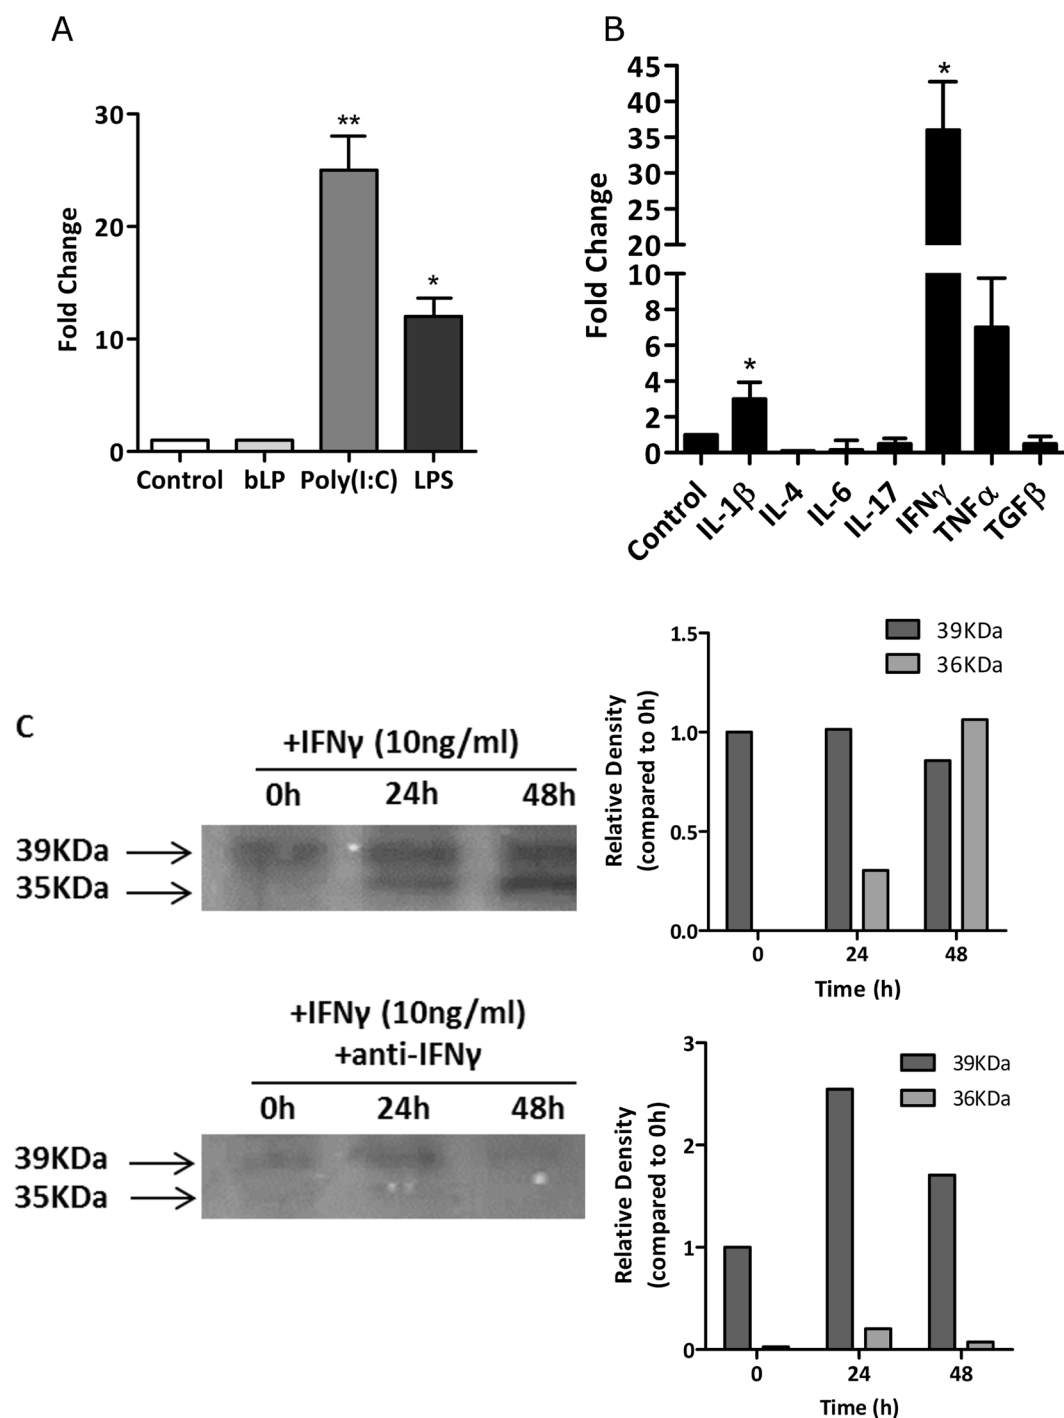 A
Fold Change
30
20
10
0
**
*
Control bLP Poly(I:C) LPS
B
Fold Change
45
40
35
30
25
20
10
8
6
4
2
0
*
*
Control IL-1β IL-4 IL-6 IL-17 IFNγ TNFα TGFβ
C
+IFNγ (10ng/ml)
0h 24h 48h
39KDa
35KDa
Relative Density
(compared to 0h)
1.5
1.0
0.5
0.0
39KDa
36KDa
0 24 48
Time (h)
+IFNγ (10ng/ml)
+anti-IFNγ
0h 24h 48h
39KDa
35KDa
Relative Density
(compared to 0h)
3
2
1
0
39KDa
36KDa
0 24 48
Time (h)